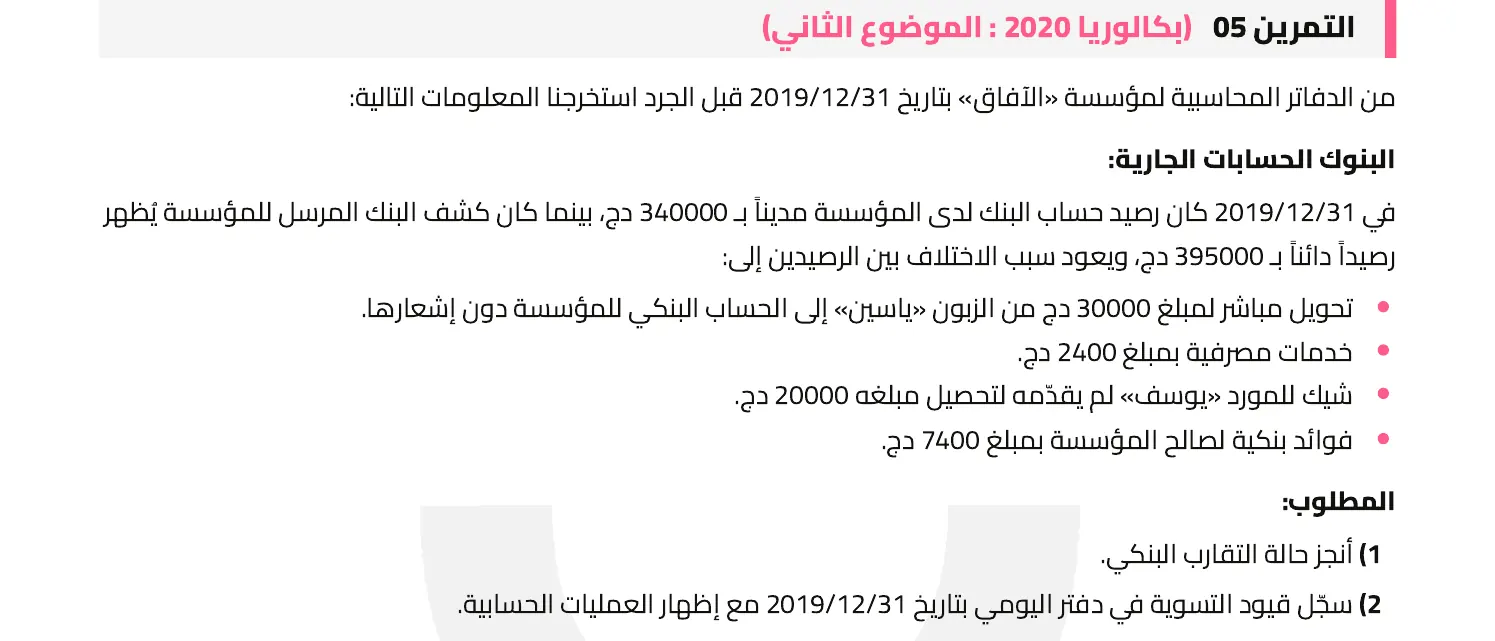 التمرين 05 (بكالوريا 2020 : الموضوع الثاني)
من الدفاتر المحاسبية لمؤسسة «الآفاق» بتاريخ 2019/12/31 قبل الجرد استخرجنا المعلومات التالية:
البنوك الحسابات الجارية:
في 2019/12/31 كان رصيد حساب البنك لدى المؤسسة مديناً بـ 340000 دج، بينما كان كشف البنك المرسل للمؤسسة يُظهر
رصيداً دائناً بـ 395000 دج، ويعود سبب الاختلاف بين الرصيدين إلى:
• تحويل مباشر لمبلغ 30000 دج من الزبون «ياسين» إلى الحساب البنكي للمؤسسة دون إشعارها.
• خدمات مصرفية بمبلغ 2400 دج.
• شيك للمورد «يوسف» لم يقدّمه لتحصيل مبلغه 20000 دج.
• فوائد بنكية لصالح المؤسسة بمبلغ 7400 دج.
المطلوب:
1) أنجز حالة التقارب البنكي.
2) سجّل قيود التسوية في دفتر اليومي بتاريخ 2019/12/31 مع إظهار العمليات الحسابية.